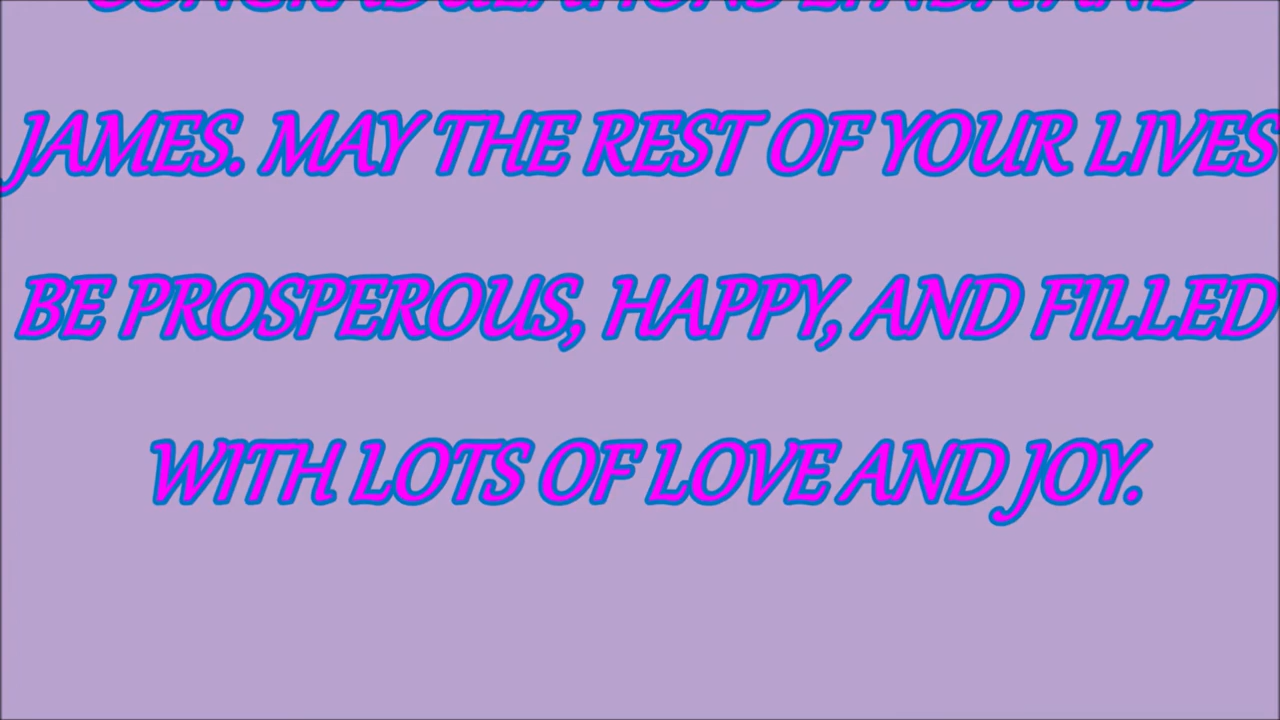 JAMES. MAY THE REST OF YOUR LIVES
BE PROSPEROUS, HAPPY, AND FILLED
WITH LOTS OF LOVE AND JOY.